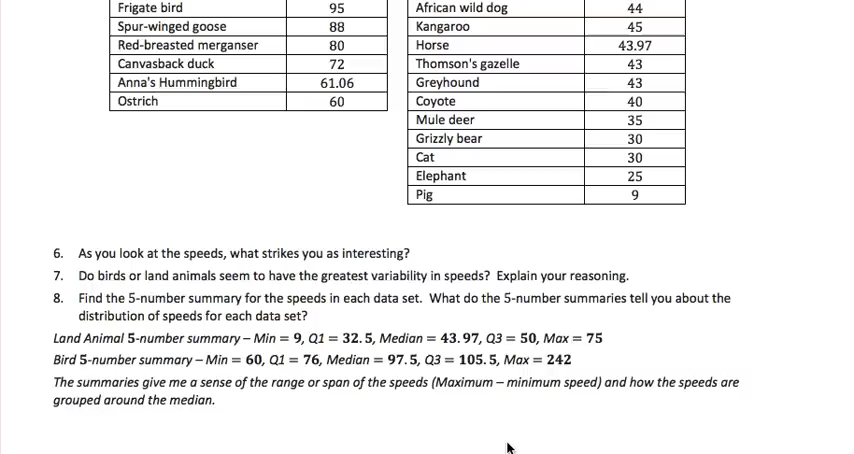 Frigate bird 95
Spur-winged goose 88
Red-breasted merganser 80
Canvasback duck 72
Anna's Hummingbird 61.06
Ostrich 60
African wild dog 44
Kangaroo 45
Horse 43.97
Thomson's gazelle 43
Greyhound 43
Coyote 40
Mule deer 35
Grizzly bear 30
Cat 30
Elephant 25
Pig 9
6. As you look at the speeds, what strikes you as interesting?
7. Do birds or land animals seem to have the greatest variability in speeds? Explain your reasoning.
8. Find the 5-number summary for the speeds in each data set. What do the 5-number summaries tell you about the
distribution of speeds for each data set?
Land Animal 5-number summary – Min = 9, Q1 = 32.5, Median = 43.97, Q3 = 50, Max = 75
Bird 5-number summary – Min = 60, Q1 = 76, Median = 97.5, Q3 = 105.5, Max = 242
The summaries give me a sense of the range or span of the speeds (Maximum – minimum speed) and how the speeds are
grouped around the median.